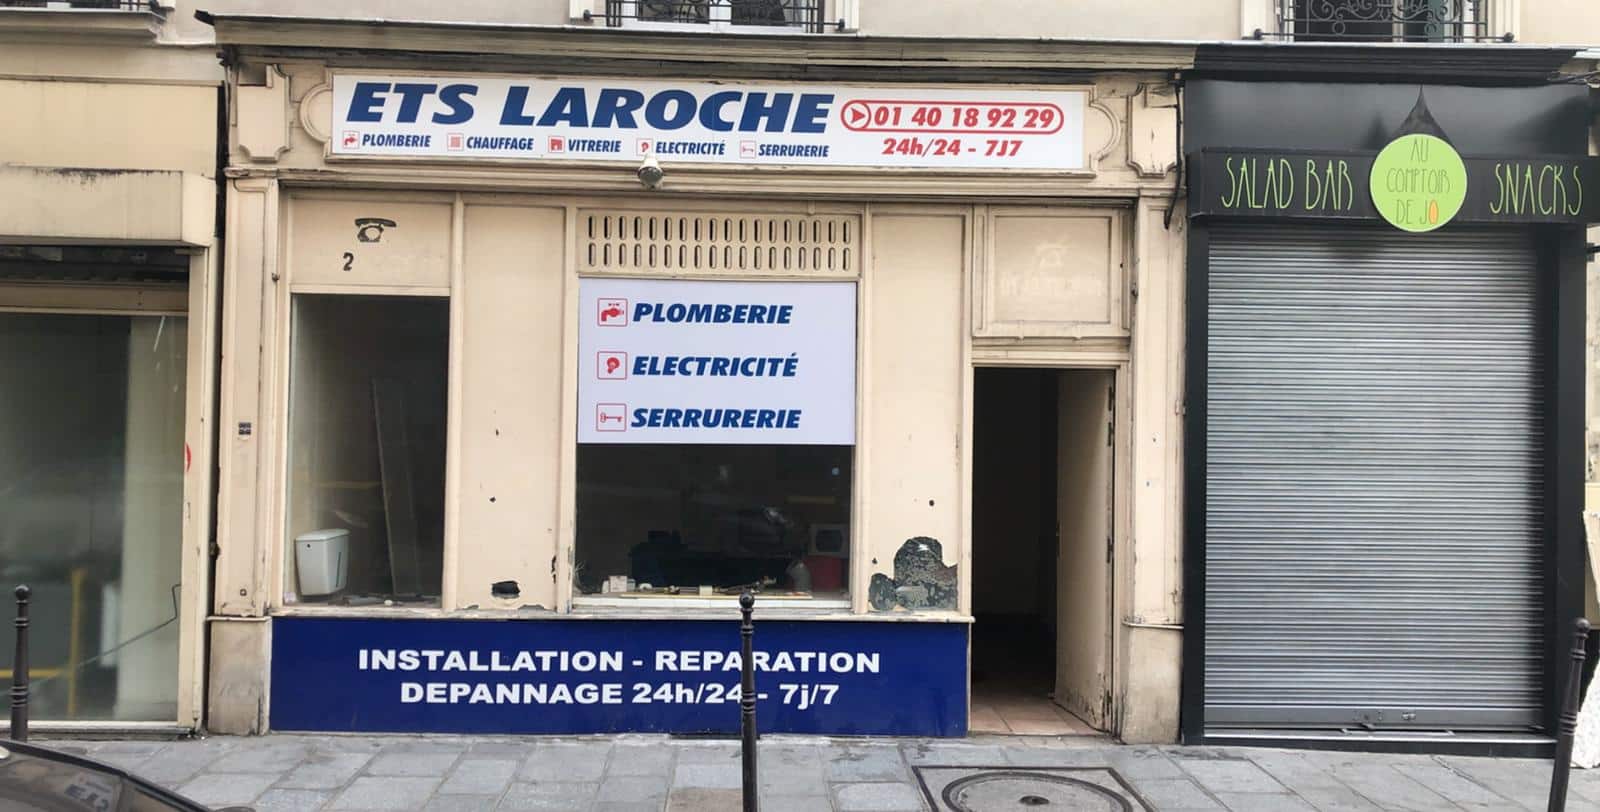 ETS LAROCHE
01 40 18 92 29
PLOMBERIE CHAUFFAGE VITRERIE ELECTRICITÉ SERRURERIE
24h/24 - 7J7
2
PLOMBERIE
ELECTRICITÉ
SERRURERIE
INSTALLATION - REPARATION
DEPANNAGE 24h/24 - 7j/7
SALAD BAR
AU
COMPTOIR
DE JO
SNACKS